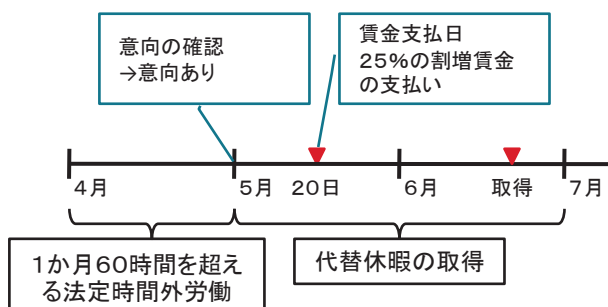 意向の確認
→意向あり
賃金支払日
25%の割増賃金
の支払い
4月
5月
20日
6月
取得
7月
1か月60時間を超え
る法定時間外労働
代替休暇の取得